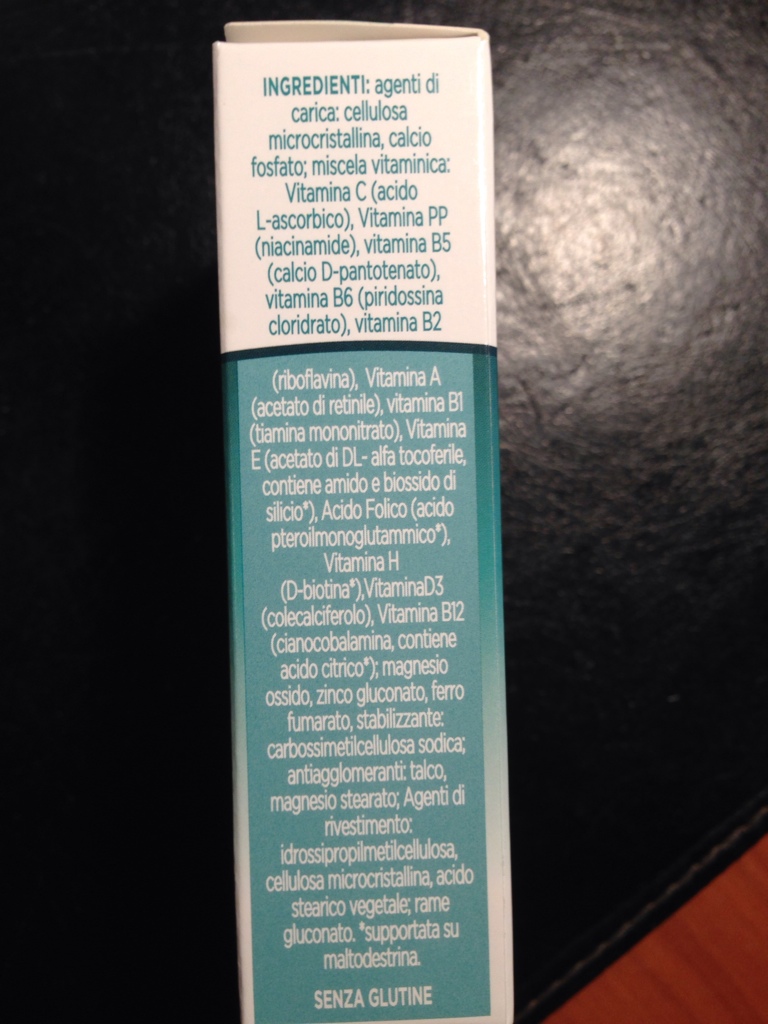 INGREDIENTI: agenti di
carica: cellulosa
microcristallina, calcio
fosfato; miscela vitaminica:
Vitamina C (acido
L-ascorbico), Vitamina PP
(niacinamide), vitamina B5
(calcio D-pantotenato),
vitamina B6 (piridossina
cloridrato), vitamina B2
(riboflavina), Vitamina A
(acetato di retinile), vitamina B1
(tiamina mononitrato), Vitamina
E (acetato di DL- alfa tocoferile,
contiene amido e biossido di
silicio*), Acido Folico (acido
pteroilmonoglutammico*),
Vitamina H
(D-biotina*),VitaminaD3
(colecalciferolo), Vitamina B12
(cianocobalamina, contiene
acido citrico*); magnesio
ossido, zinco gluconato, ferro
fumarato, stabilizzante:
carbossimetilcellulosa sodica;
antiagglomeranti: talco,
magnesio stearato; Agenti di
rivestimento:
idrossipropilmetilcellulosa,
cellulosa microcristallina, acido
stearico vegetale; rame
gluconato. *supportata su
maltodestrina.
SENZA GLUTINE